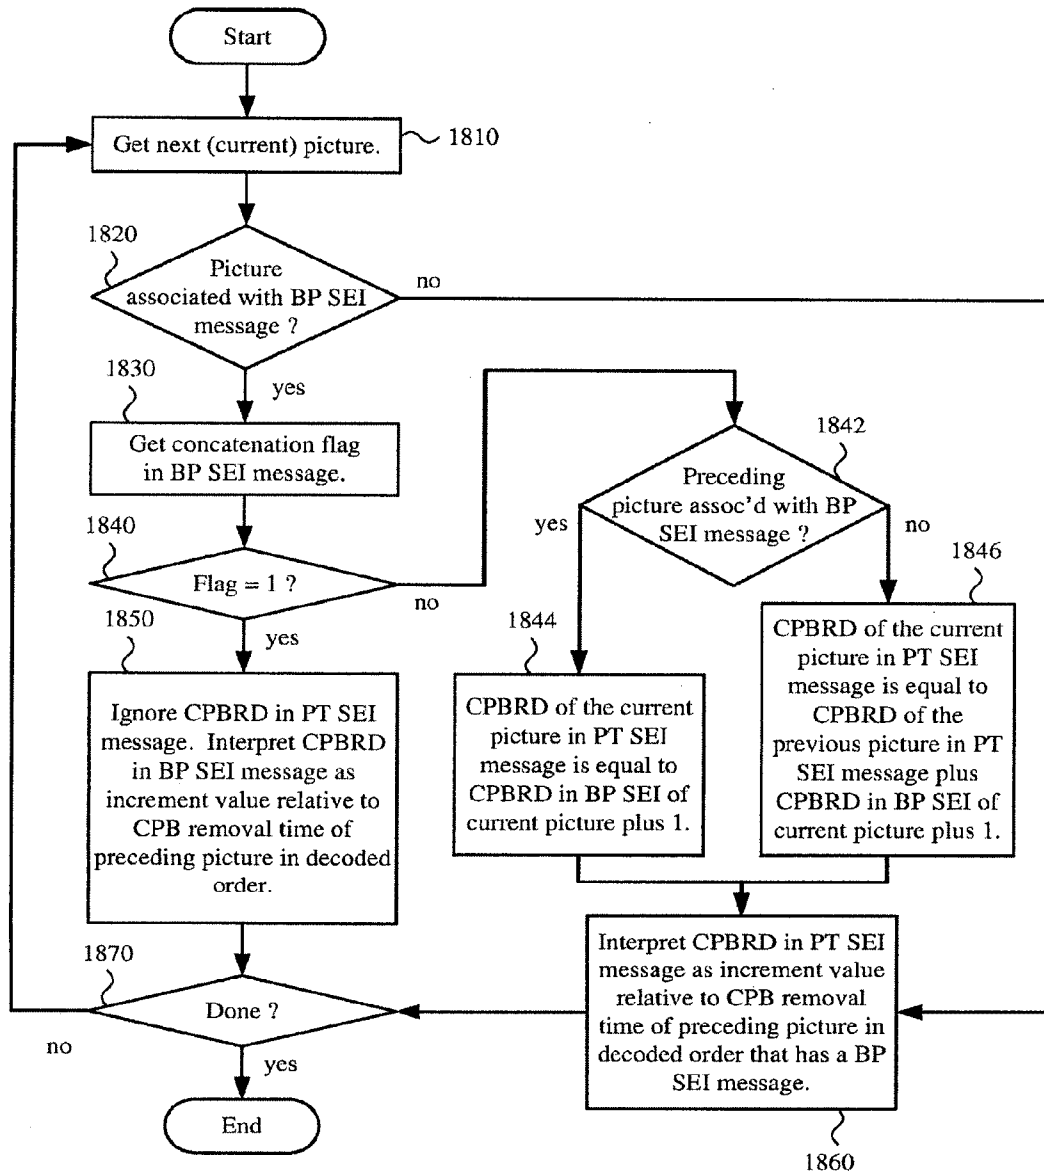 Start
Get next (current) picture.
1810
1820
Picture
associated with BP SEI
message ?
no
yes
1830
Get concatenation flag
in BP SEI message.
1840
Flag = 1 ?
no
yes
1842
Preceding
picture assoc'd with BP
SEI message ?
yes
no
1844
CPBRD of the current
picture in PT SEI
message is equal to
CPBRD in BP SEI of
current picture plus 1.
1846
CPBRD of the current
picture in PT SEI
message is equal to
CPBRD of the
previous picture in PT
SEI message plus
CPBRD in BP SEI of
current picture plus 1.
1850
Ignore CPBRD in PT SEI
message. Interpret CPBRD
in BP SEI message as
increment value relative to
CPB removal time of
preceding picture in decoded
order.
Interpret CPBRD in PT SEI
message as increment value
relative to CPB removal
time of preceding picture in
decoded order that has a BP
SEI message.
1860
1870
Done ?
no
yes
End